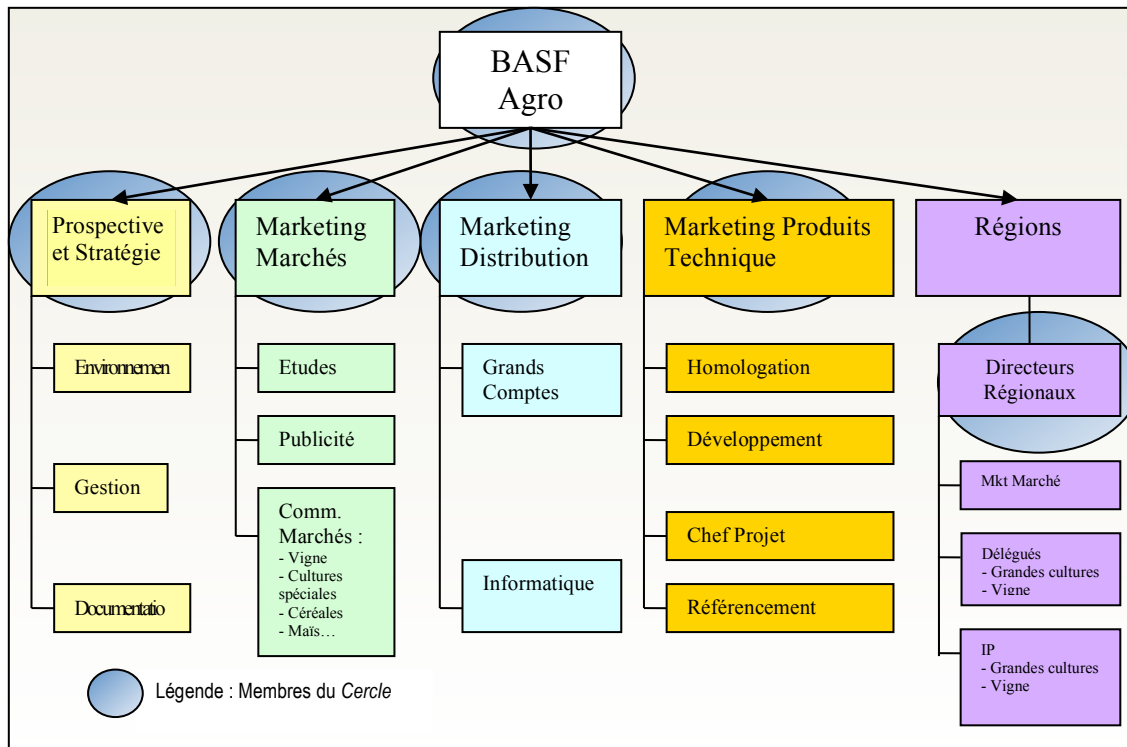 BASF
Agro
Prospective
et Stratégie
Marketing
Marchés
Marketing
Distribution
Marketing Produits
Technique
Régions
Environnemen
Gestion
Documentatio
Etudes
Publicité
Comm.
Marchés :
- Vigne
- Cultures
spéciales
- Céréales
- Maïs…
Grands
Comptes
Informatique
Homologation
Développement
Chef Projet
Référencement
Directeurs
Régionaux
Mkt Marché
Délégués
- Grandes cultures
- Vigne
IP
- Grandes cultures
- Vigne
Légende : Membres du Cercle